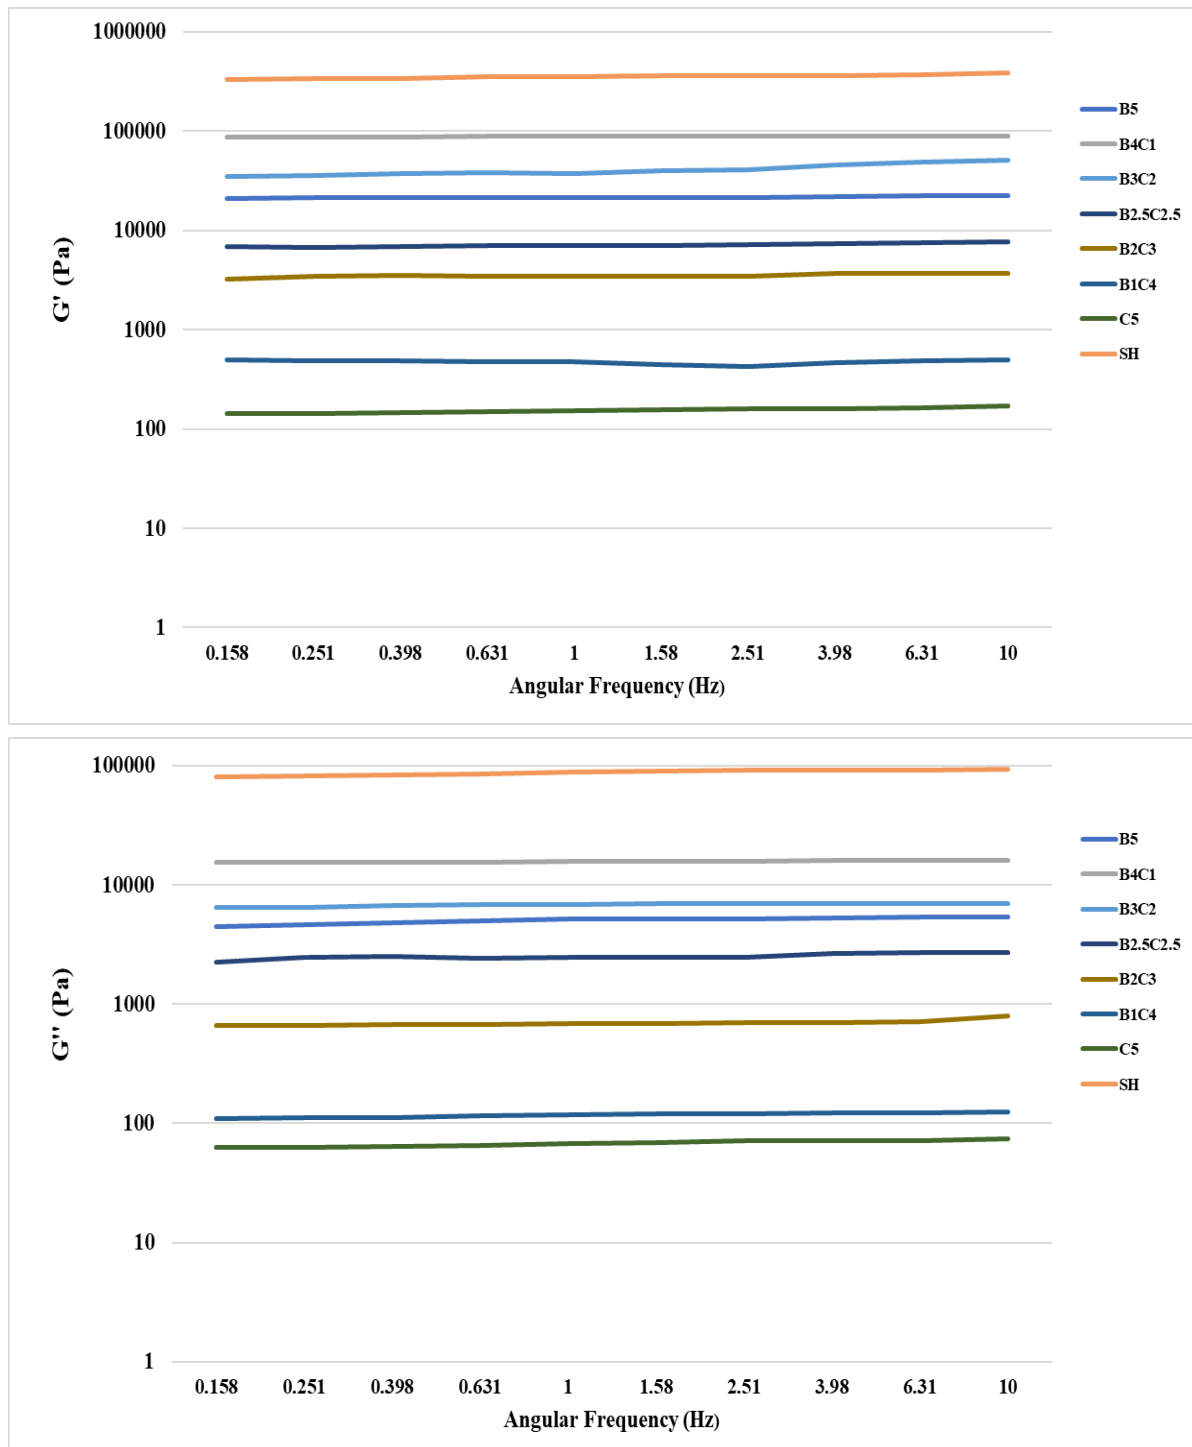 1000000
100000
10000
1000
100
10
1
G' (Pa)
0.158 0.251 0.398 0.631 1 1.58 2.51 3.98 6.31 10
Angular Frequency (Hz)
B5
B4C1
B3C2
B2.5C2.5
B2C3
B1C4
C5
SH
100000
10000
1000
100
10
1
G'' (Pa)
0.158 0.251 0.398 0.631 1 1.58 2.51 3.98 6.31 10
Angular Frequency (Hz)
B5
B4C1
B3C2
B2.5C2.5
B2C3
B1C4
C5
SH